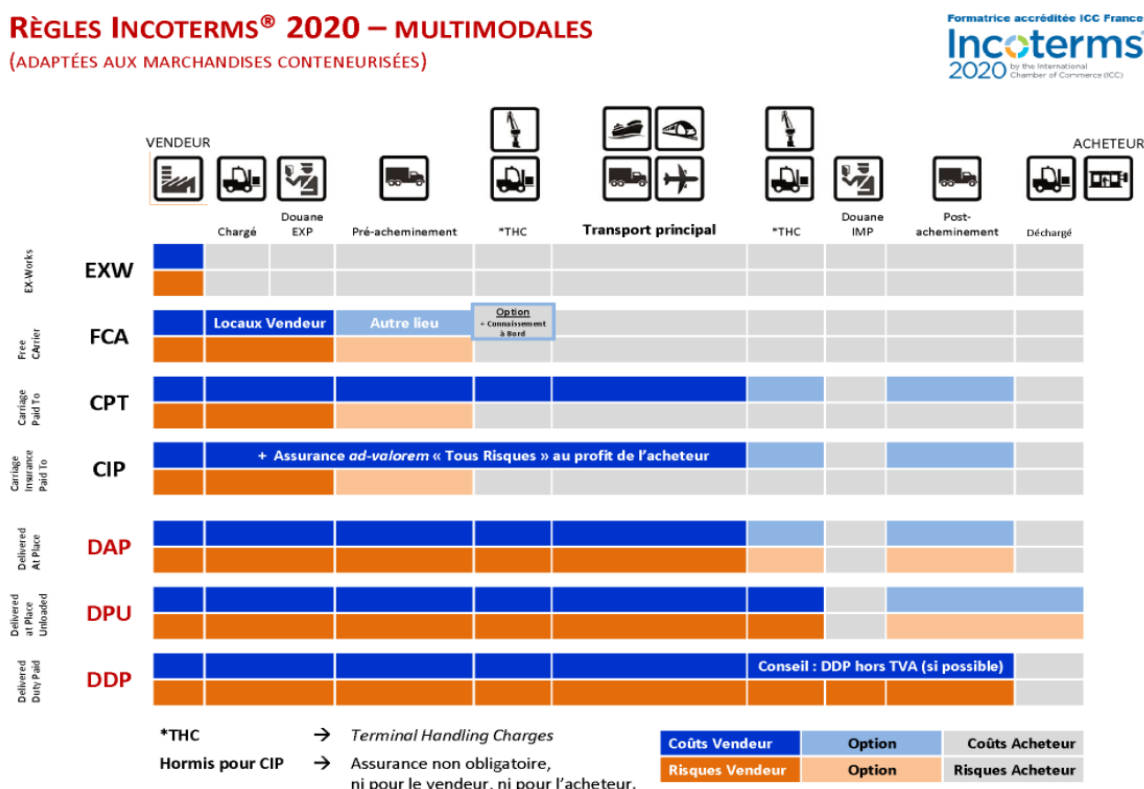 RÈGLES INCOTERMS® 2020 – MULTIMODALES
(ADAPTÉES AUX MARCHANDISES CONTENEURISÉES)
Formatrice accréditée ICC France
Incoterms®
2020 by the International
Chamber of Commerce (ICC)
VENDEUR
ACHETEUR
Chargé
Douane
EXP
Pré-acheminement
*THC
Transport principal
*THC
Douane
IMP
Post-
acheminement
Déchargé
EX-Works
EXW
Free
CArrier
FCA
Locaux Vendeur
Autre lieu
Option
+ Connaissement
à Bord
Carriage
Paid To
CPT
Carriage
Insurance
Paid To
CIP
+ Assurance ad-valorem « Tous Risques » au profit de l’acheteur
Delivered
At Place
DAP
Delivered
at Place
Unloaded
DPU
Delivered
Duty Paid
DDP
Conseil : DDP hors TVA (si possible)
*THC → Terminal Handling Charges
Hormis pour CIP → Assurance non obligatoire,
ni pour le vendeur, ni pour l’acheteur.
Coûts Vendeur Option Coûts Acheteur
Risques Vendeur Option Risques Acheteur